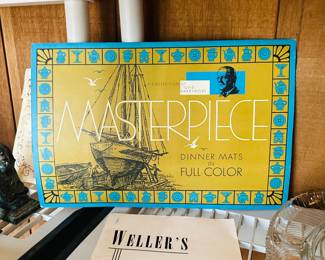 MASTERPIECE
DINNER MATS
IN
FULL COLOR
WELLER'S